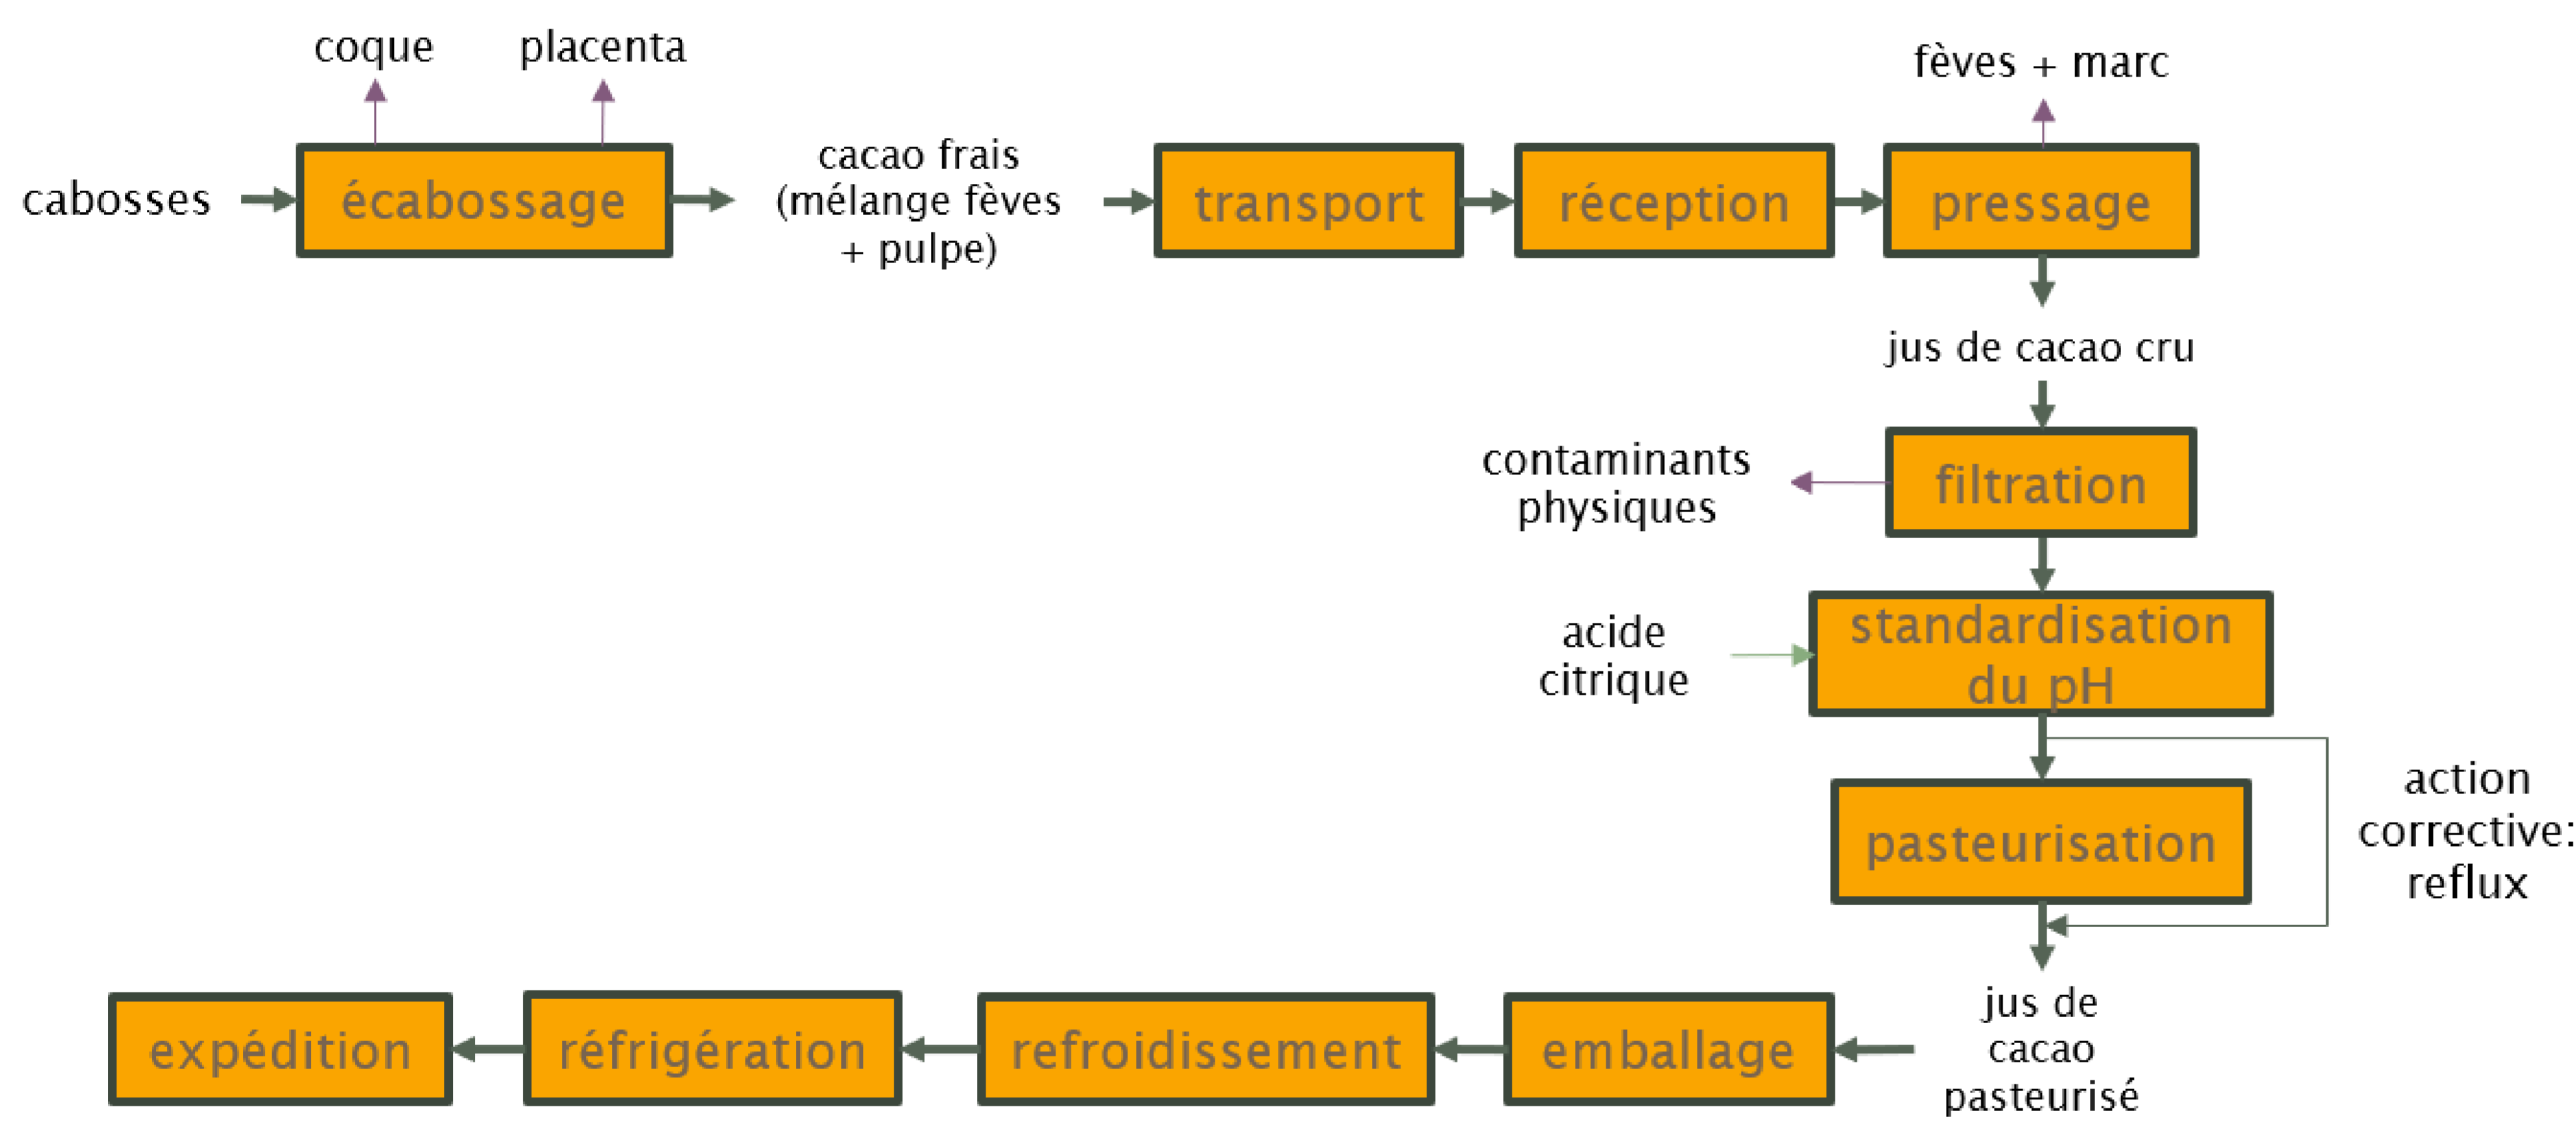 coque
placenta
cabosses
écabossage
cacao frais
(mélange fèves
+ pulpe)
transport
réception
fèves + marc
pressage
jus de cacao cru
contaminants
physiques
filtration
acide
citrique
standardisation
du pH
pasteurisation
action
corrective:
reflux
jus de
cacao
pasteurisé
emballage
refroidissement
réfrigération
expédition